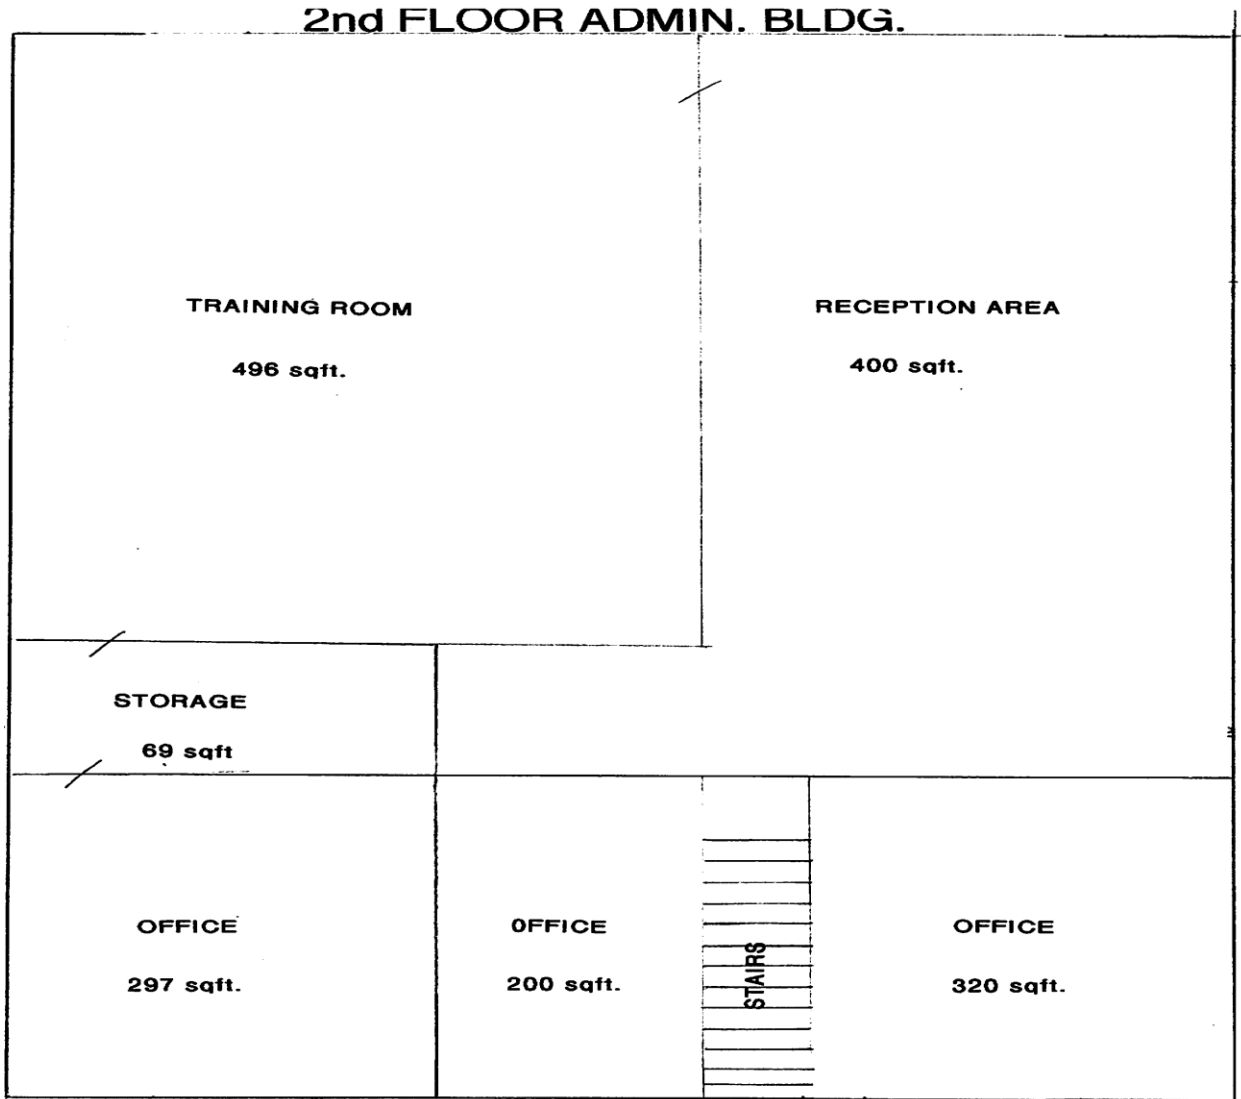 2nd FLOOR ADMIN. BLDG.
TRAINING ROOM
496 sqft.
RECEPTION AREA
400 sqft.
STORAGE
69 sqft
OFFICE
297 sqft.
0FFICE
200 sqft.
STAIRS
OFFICE
320 sqft.